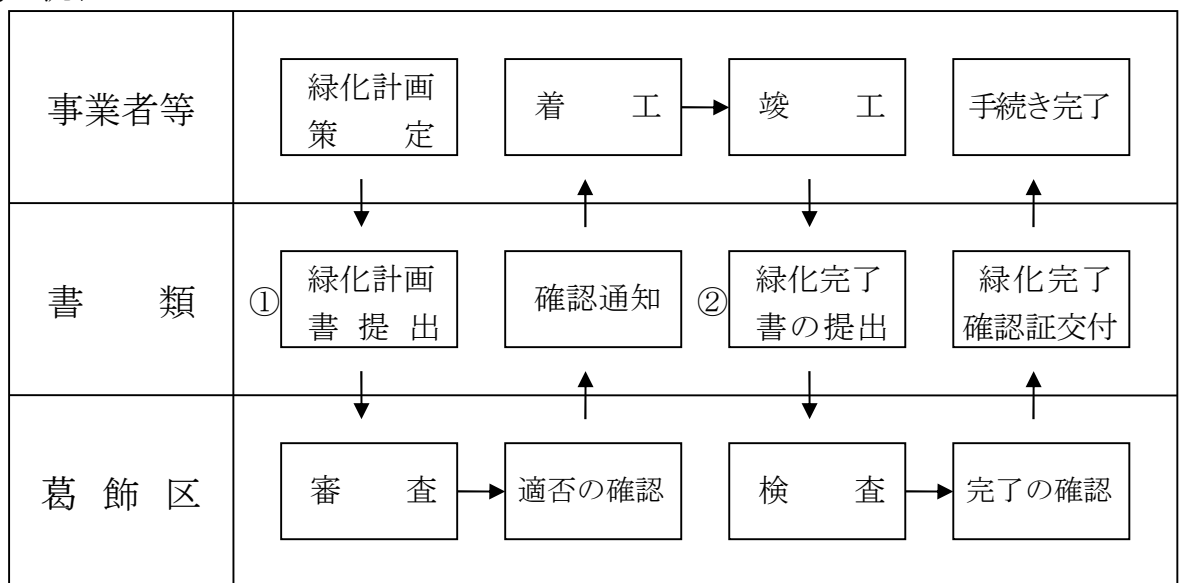 事業者等
緑化計画
策定
着工
竣工
手続き完了
書類
①
緑化計画
書提出
確認通知
②
緑化完了
書の提出
緑化完了
確認証交付
葛飾区
審査
適否の確認
検査
完了の確認